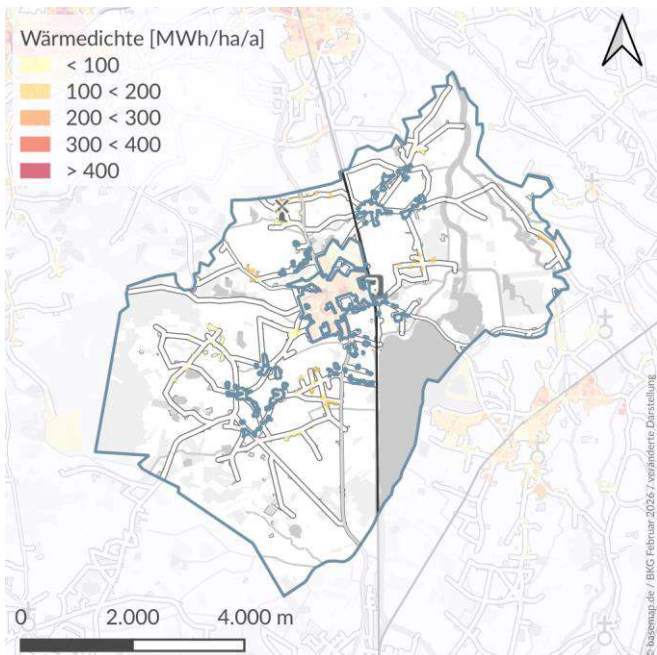 Wärmedichte [MWh/ha/a]
< 100
100 < 200
200 < 300
300 < 400
> 400
0 2.000 4.000 m
© basemap.de / BKG Februar 2026 / veränderte Darstellung